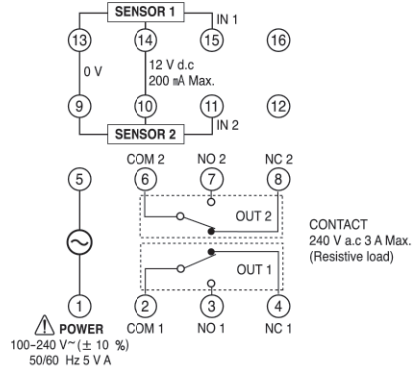 SENSOR 1
IN 1
13
14
15
16
0 V
12 V d.c
200 mA Max.
9
10
11
12
IN 2
SENSOR 2
COM 2
NO 2
NC 2
5
6
7
8
OUT 2
CONTACT
240 V a.c 3 A Max.
(Resistive load)
OUT 1
1
2
3
4
POWER
COM 1
NO 1
NC 1
100-240 V~(± 10 %)
50/60 Hz 5 V A